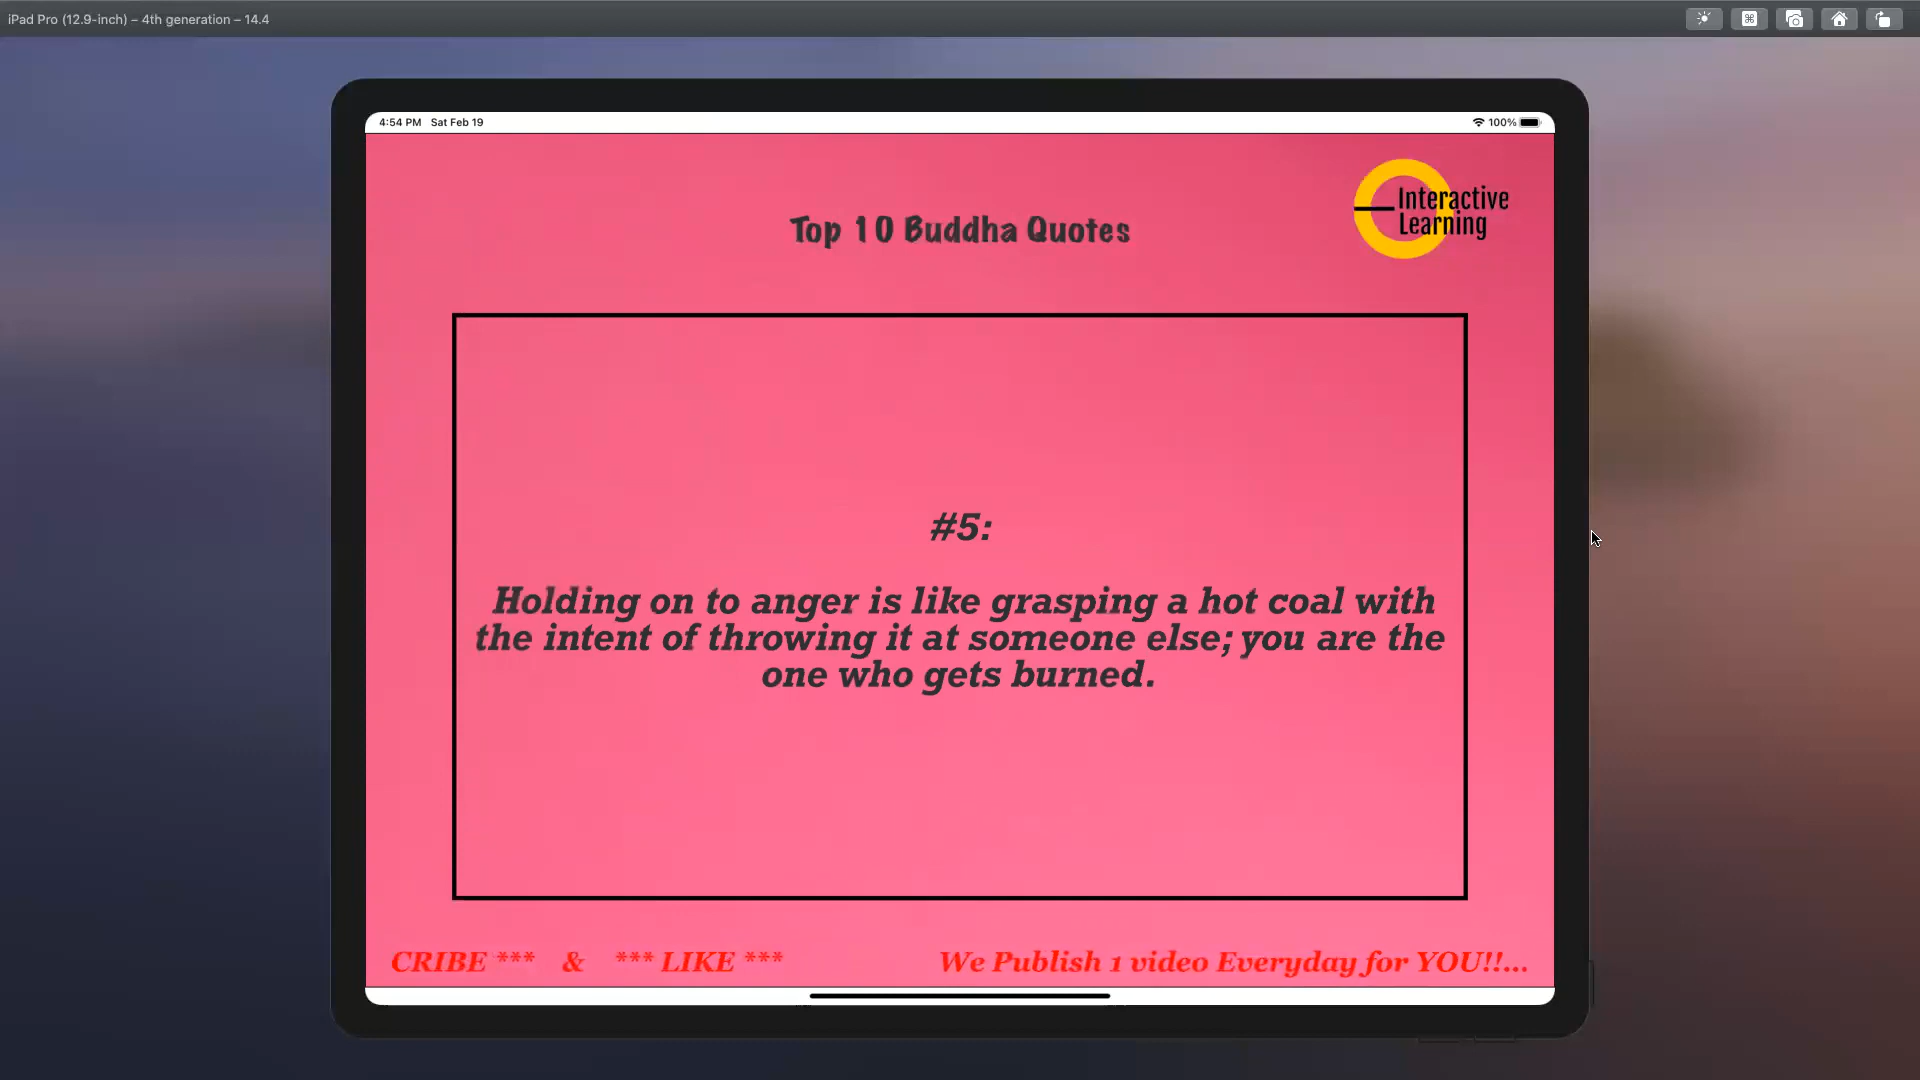 iPad Pro (12.9-inch) – 4th generation – 14.4
4:54 PM Sat Feb 19
100%
Interactive
Learning
Top 10 Buddha Quotes
#5:
Holding on to anger is like grasping a hot coal with
the intent of throwing it at someone else; you are the
one who gets burned.
CRIBE *** & *** LIKE *** We Publish 1 video Everyday for YOU!!...